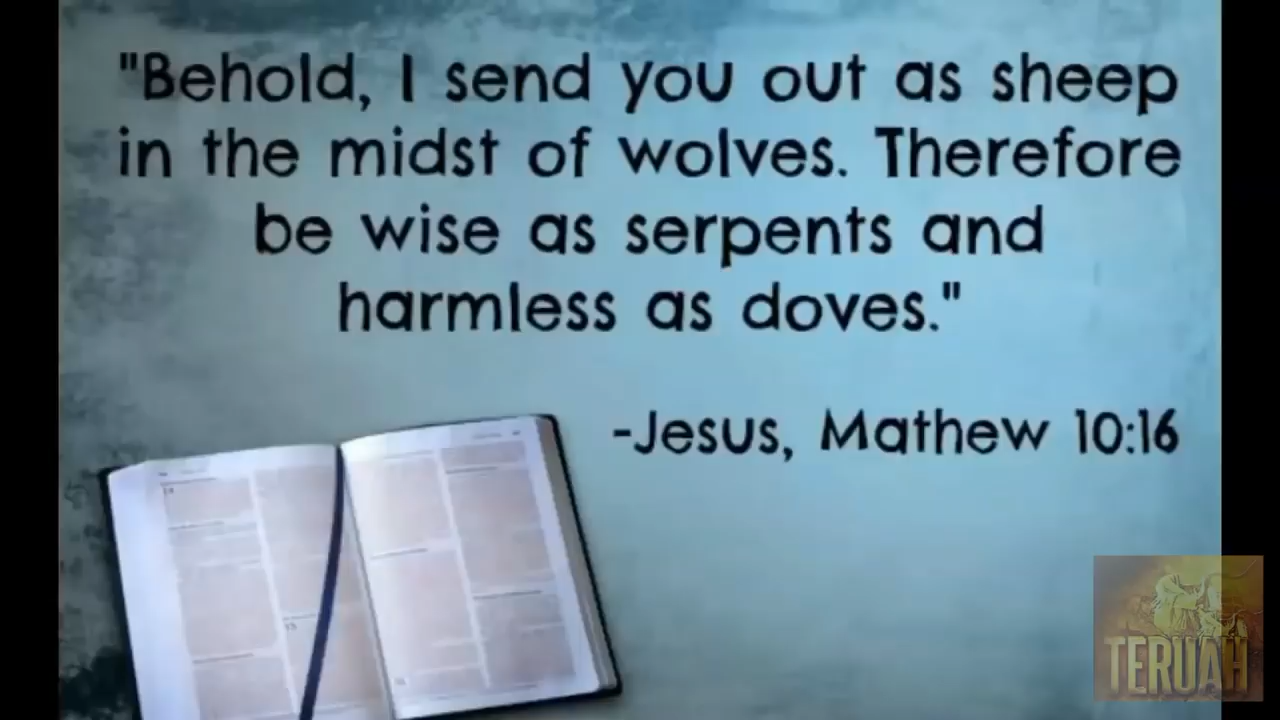 "Behold, I send you out as sheep
in the midst of wolves. Therefore
be wise as serpents and
harmless as doves."
-Jesus, Mathew 10:16
TERUAH